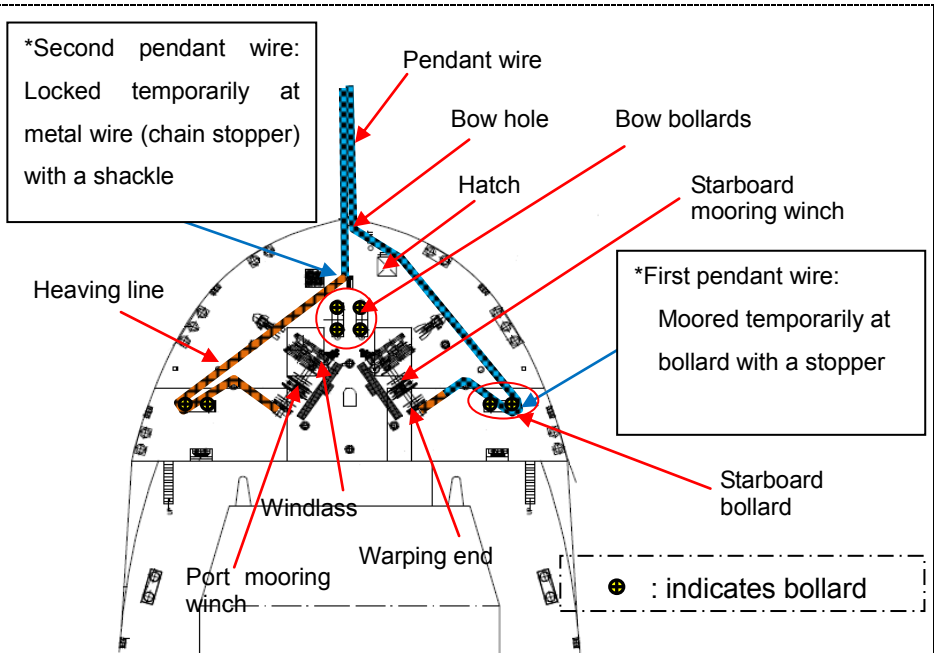 *Second pendant wire:
Locked temporarily at
metal wire (chain stopper)
with a shackle
Pendant wire
Bow hole
Bow bollards
Hatch
Starboard
mooring winch
Heaving line
*First pendant wire:
Moored temporarily at
bollard with a stopper
Starboard
bollard
Windlass
Warping end
Port mooring
winch
: indicates bollard